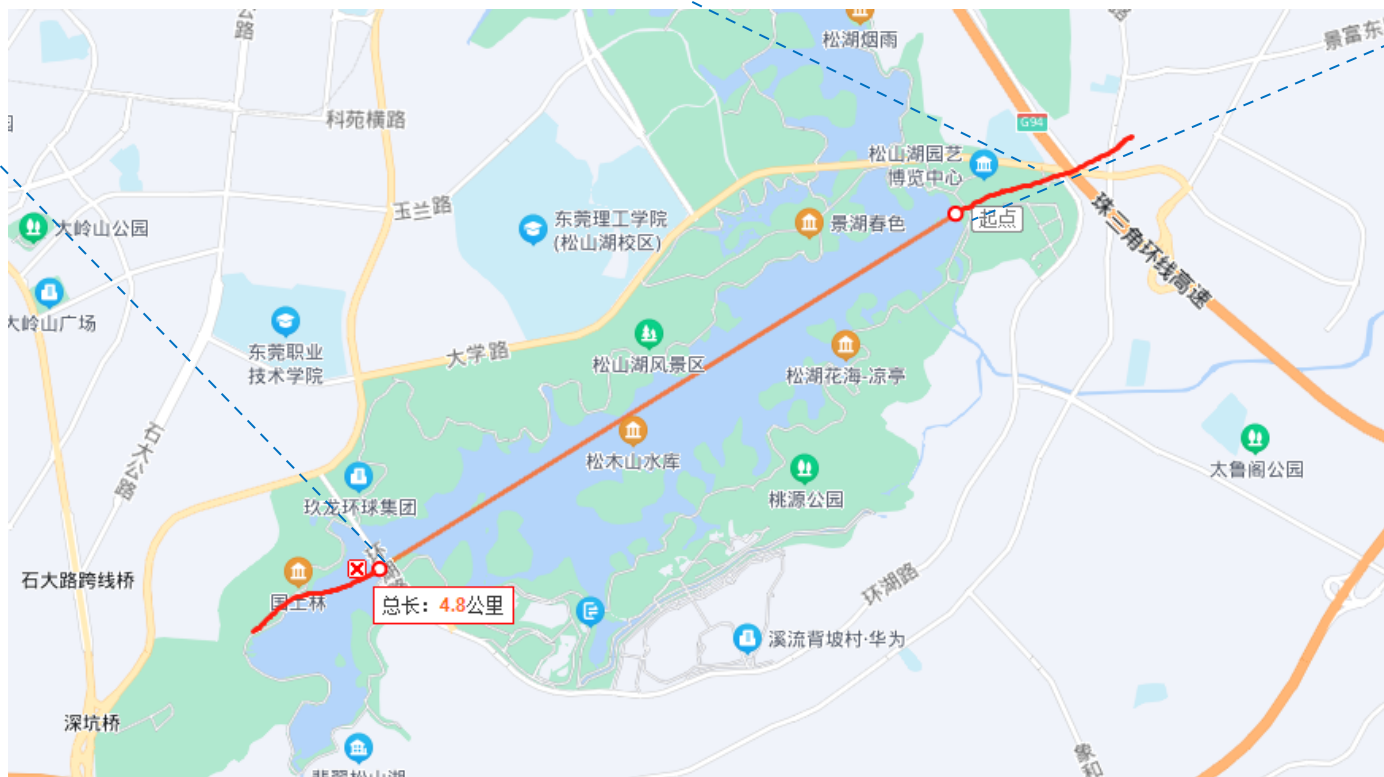 松湖烟雨
景富东
科苑横路
G94
松山湖园艺
博览中心
玉兰路
大岭山公园
东莞理工学院
(松山湖校区)
景湖春色
起点
珠三角环线高速
大岭山广场
东莞职业
技术学院
大学路
松山湖风景区
松湖花海-凉亭
石大公路
松木山水库
太鲁阁公园
玖龙环球集团
桃源公园
石大路跨线桥
环湖路
国士林
总长：4.8公里
溪流背坡村·华为
深坑桥
象和